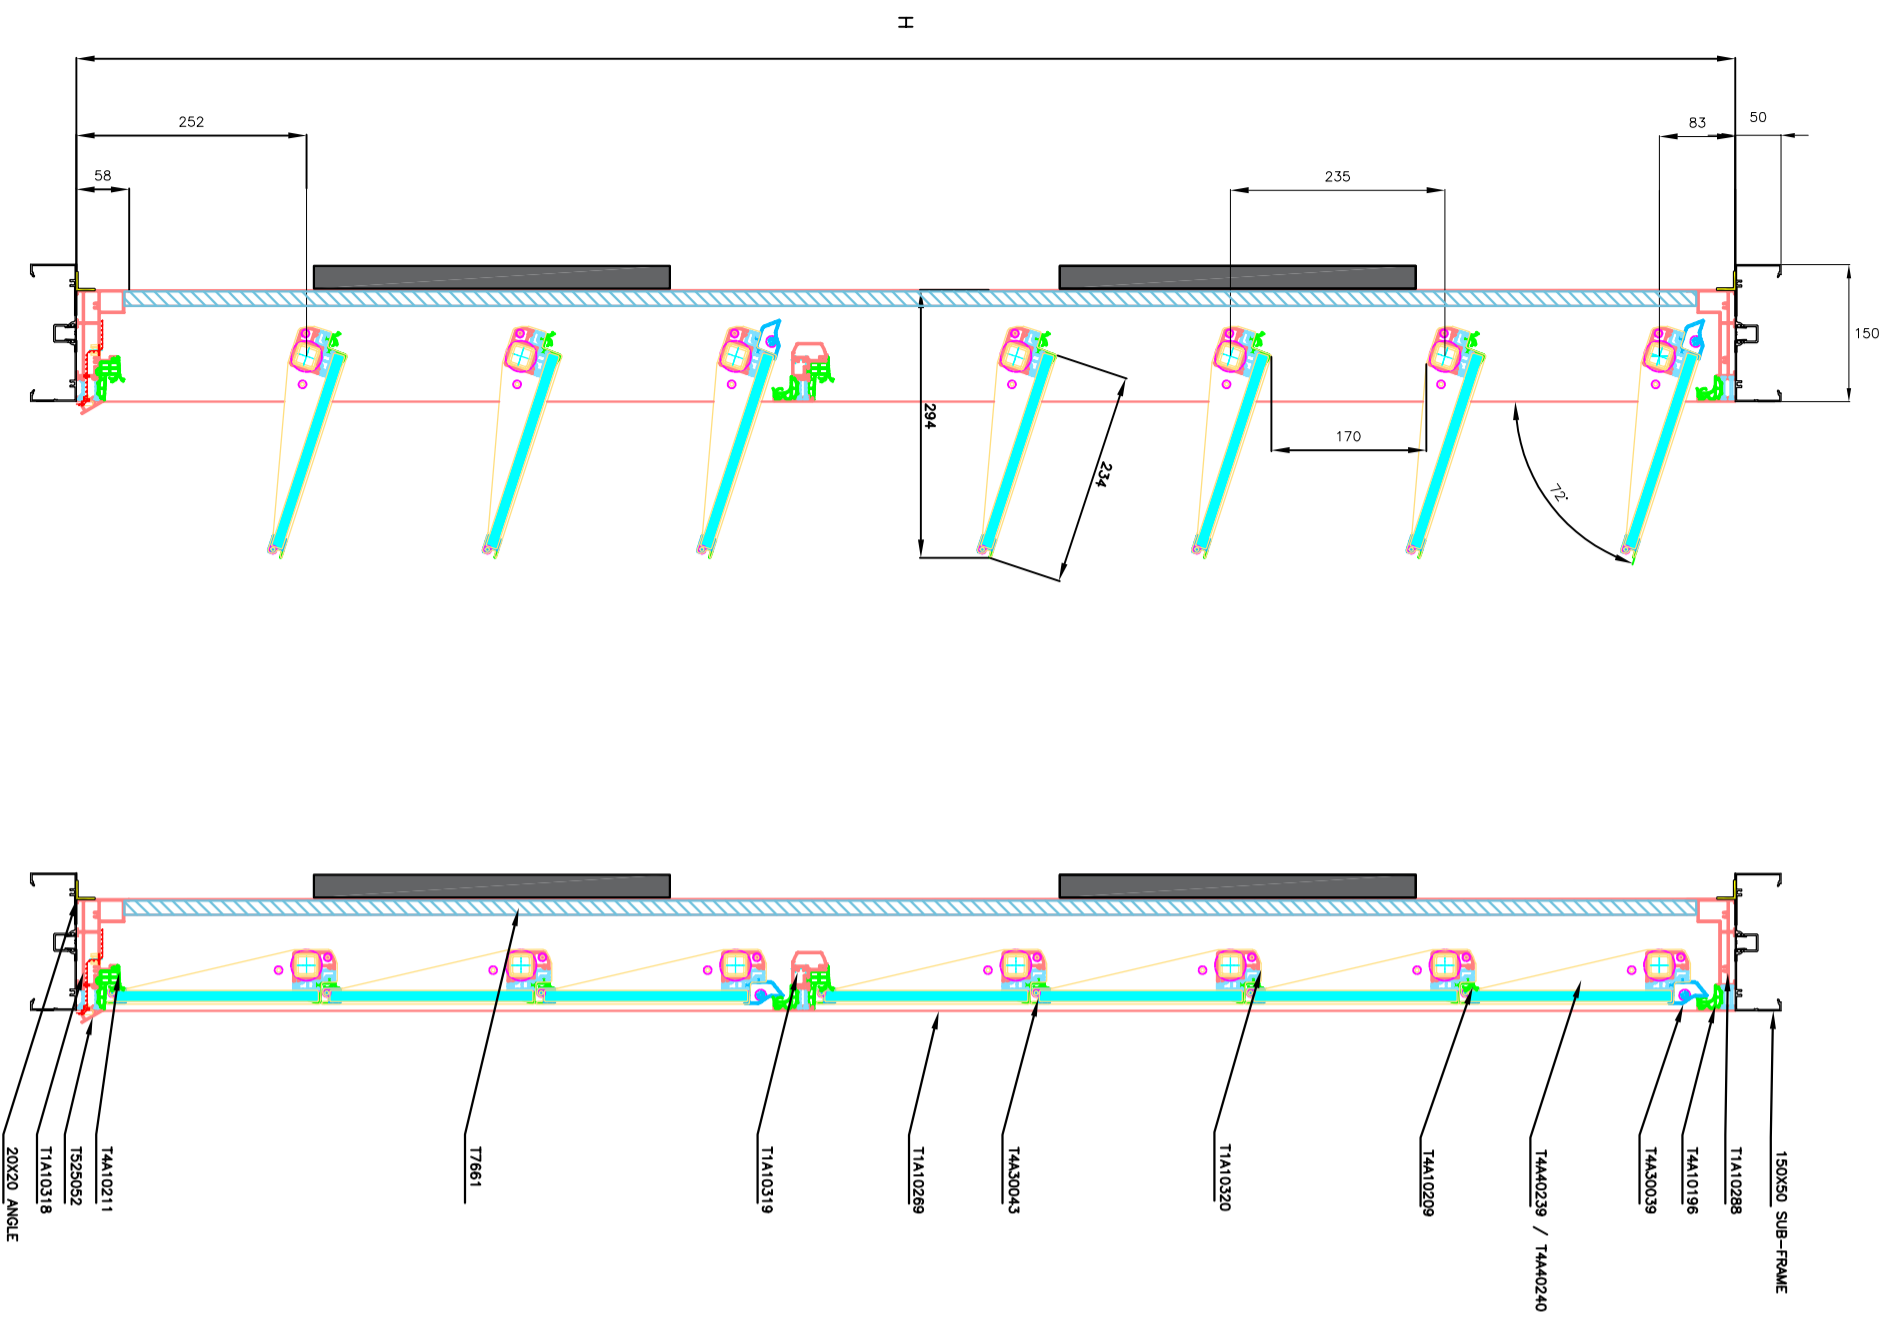 H
252
58
235
83
50
150
170
72°
294
234
20X20 ANGLE
T1A10318
T525052
T4A10211
T7661
T1A10319
T1A10269
T4A30043
T1A10320
T4A10209
T4A40239 / T4A40240
T4A30039
T4A10196
T1A10288
150X50 SUB-FRAME